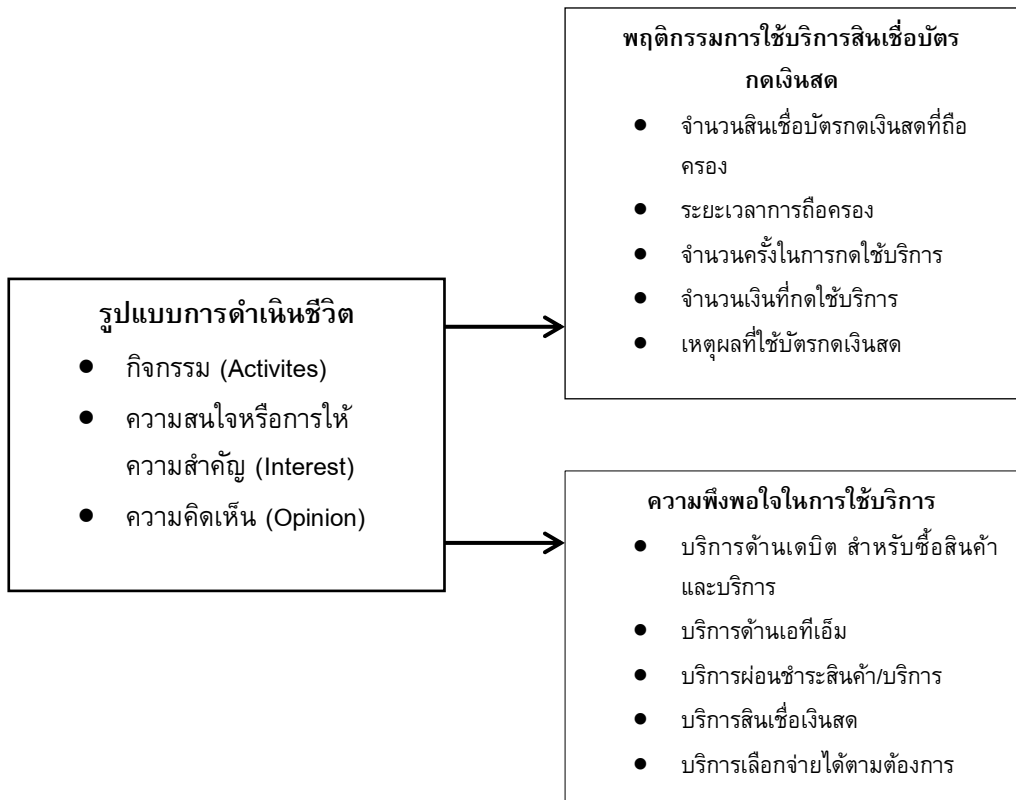 พฤติกรรมการใช้บริการสินเชื่อบัตร
กดเงินสด
● จำนวนสินเชื่อบัตรกดเงินสดที่ถือ
ครอง
● ระยะเวลาการถือครอง
● จำนวนครั้งในการกดใช้บริการ
● จำนวนเงินที่กดใช้บริการ
● เหตุผลที่ใช้บัตรกดเงินสด
รูปแบบการดำเนินชีวิต
● กิจกรรม (Activites)
● ความสนใจหรือการให้
ความสำคัญ (Interest)
● ความคิดเห็น (Opinion)
ความพึงพอใจในการใช้บริการ
● บริการด้านเดบิต สำหรับซื้อสินค้า
และบริการ
● บริการด้านเอทีเอ็ม
● บริการผ่อนชำระสินค้า/บริการ
● บริการสินเชื่อเงินสด
● บริการเลือกจ่ายได้ตามต้องการ